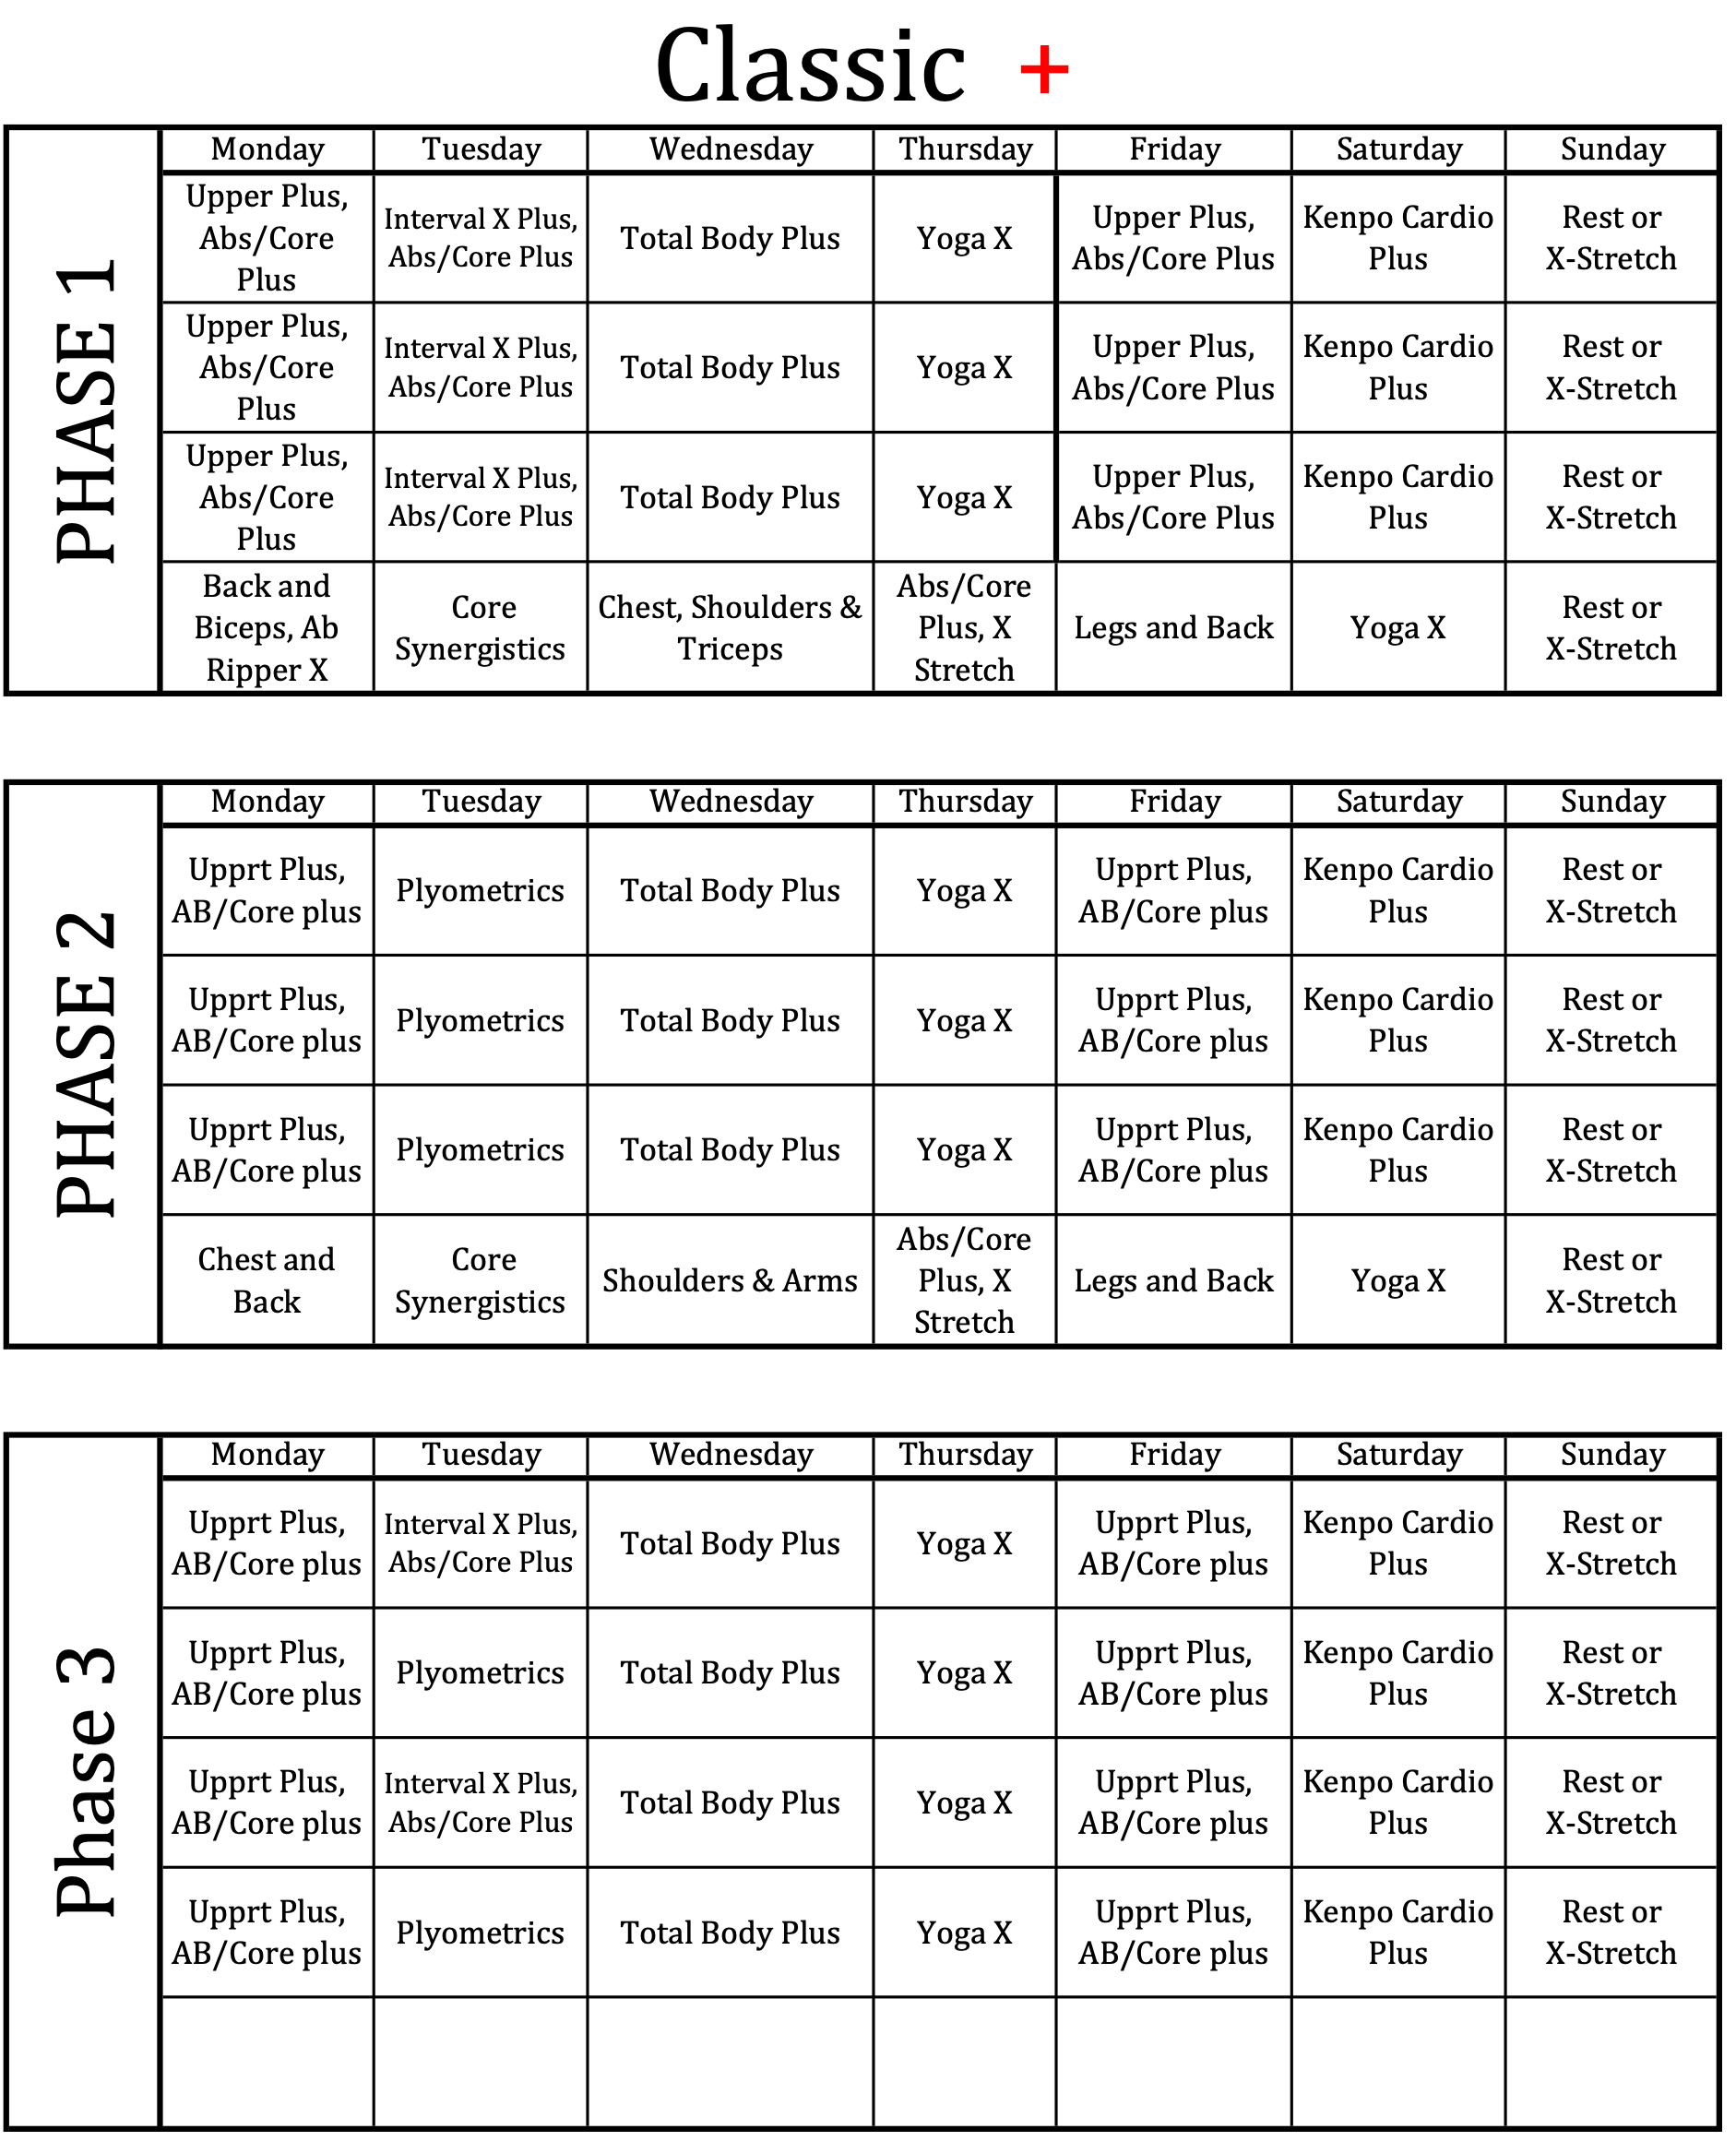 Classic +
PHASE 1
Monday Tuesday Wednesday Thursday Friday Saturday Sunday
Upper Plus,
Abs/Core
Plus
Interval X Plus,
Abs/Core Plus
Total Body Plus
Yoga X
Upper Plus,
Abs/Core Plus
Kenpo Cardio
Plus
Rest or
X-Stretch
Upper Plus,
Abs/Core
Plus
Interval X Plus,
Abs/Core Plus
Total Body Plus
Yoga X
Upper Plus,
Abs/Core Plus
Kenpo Cardio
Plus
Rest or
X-Stretch
Upper Plus,
Abs/Core
Plus
Interval X Plus,
Abs/Core Plus
Total Body Plus
Yoga X
Upper Plus,
Abs/Core Plus
Kenpo Cardio
Plus
Rest or
X-Stretch
Back and
Biceps, Ab
Ripper X
Core
Synergistics
Chest, Shoulders &
Triceps
Abs/Core
Plus, X
Stretch
Legs and Back
Yoga X
Rest or
X-Stretch
PHASE 2
Monday Tuesday Wednesday Thursday Friday Saturday Sunday
Upprt Plus,
AB/Core plus
Plyometrics
Total Body Plus
Yoga X
Upprt Plus,
AB/Core plus
Kenpo Cardio
Plus
Rest or
X-Stretch
Upprt Plus,
AB/Core plus
Plyometrics
Total Body Plus
Yoga X
Upprt Plus,
AB/Core plus
Kenpo Cardio
Plus
Rest or
X-Stretch
Upprt Plus,
AB/Core plus
Plyometrics
Total Body Plus
Yoga X
Upprt Plus,
AB/Core plus
Kenpo Cardio
Plus
Rest or
X-Stretch
Chest and
Back
Core
Synergistics
Shoulders & Arms
Abs/Core
Plus, X
Stretch
Legs and Back
Yoga X
Rest or
X-Stretch
Phase 3
Monday Tuesday Wednesday Thursday Friday Saturday Sunday
Upprt Plus,
AB/Core plus
Interval X Plus,
Abs/Core Plus
Total Body Plus
Yoga X
Upprt Plus,
AB/Core plus
Kenpo Cardio
Plus
Rest or
X-Stretch
Upprt Plus,
AB/Core plus
Plyometrics
Total Body Plus
Yoga X
Upprt Plus,
AB/Core plus
Kenpo Cardio
Plus
Rest or
X-Stretch
Upprt Plus,
AB/Core plus
Interval X Plus,
Abs/Core Plus
Total Body Plus
Yoga X
Upprt Plus,
AB/Core plus
Kenpo Cardio
Plus
Rest or
X-Stretch
Upprt Plus,
AB/Core plus
Plyometrics
Total Body Plus
Yoga X
Upprt Plus,
AB/Core plus
Kenpo Cardio
Plus
Rest or
X-Stretch